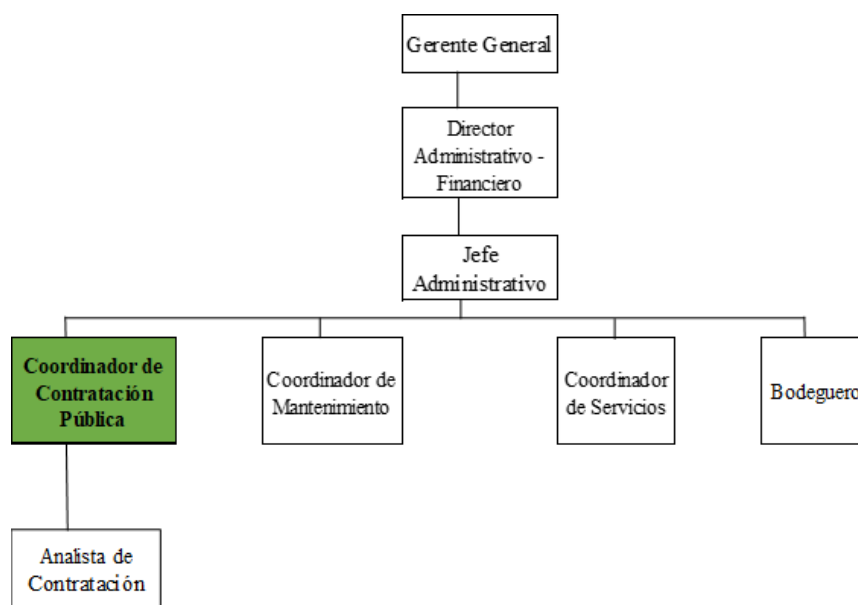 Gerente General
Director
Administrativo -
Financiero
Jefe
Administrativo
Coordinador de
Contratación
Pública
Coordinador de
Mantenimiento
Coordinador
de Servicios
Bodeguero
Analista de
Contratación